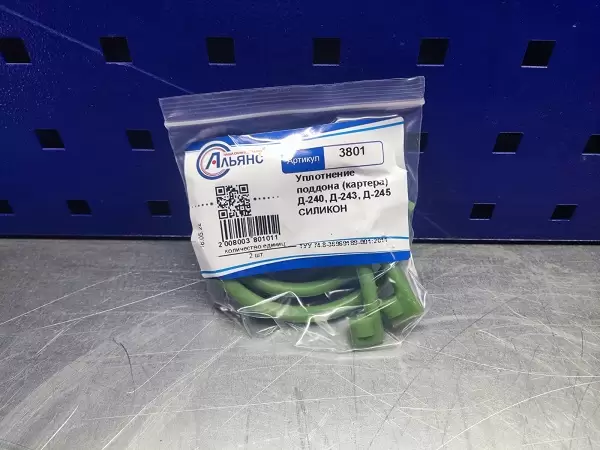 АЛЬЯНС
Артикул 3801
Уплотнение
поддона (картера)
Д-240, Д-243, Д-245
СИЛИКОН
2 008003 801011
количество единиц
2 шт.